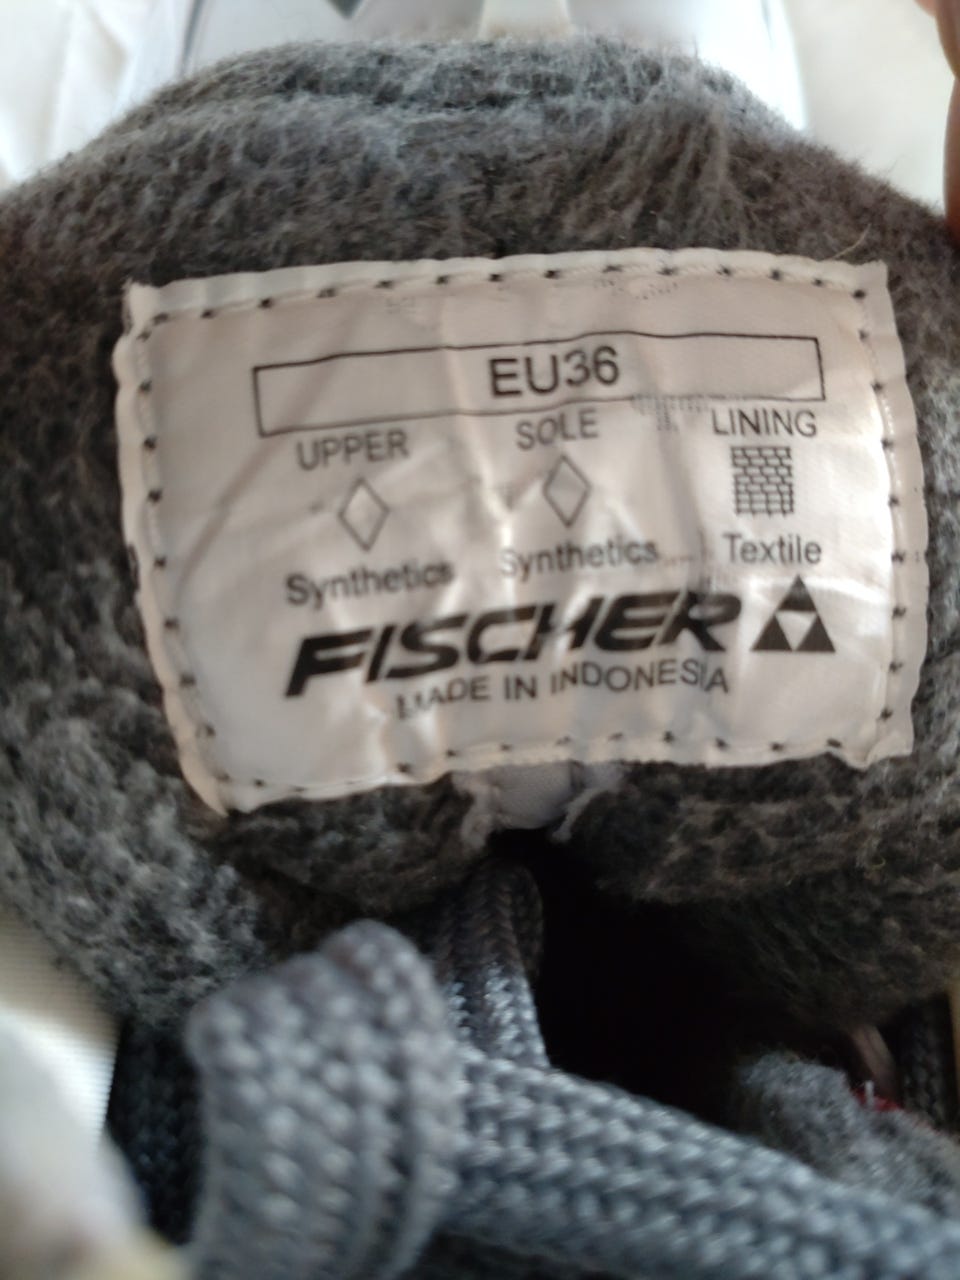 EU36
UPPER SOLE LINING
Synthetics Synthetics Textile
FISCHER
MADE IN INDONESIA